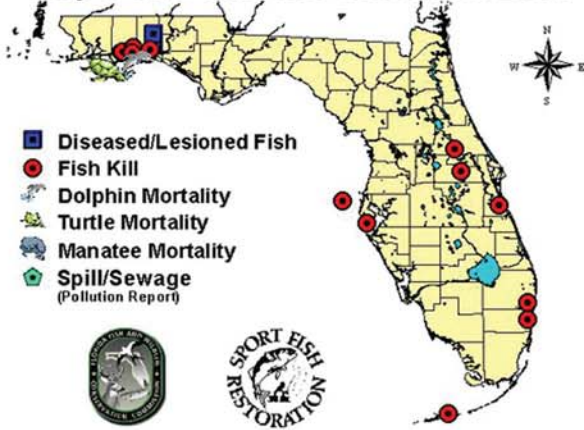 N
W
E
S
Diseased/Lesioned Fish
Fish Kill
Dolphin Mortality
Turtle Mortality
Manatee Mortality
Spill/Sewage
(Pollution Report)
SPORT FISH
RESTORATION